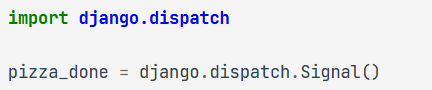 import django.dispatch
pizza_done = django.dispatch.Signal()